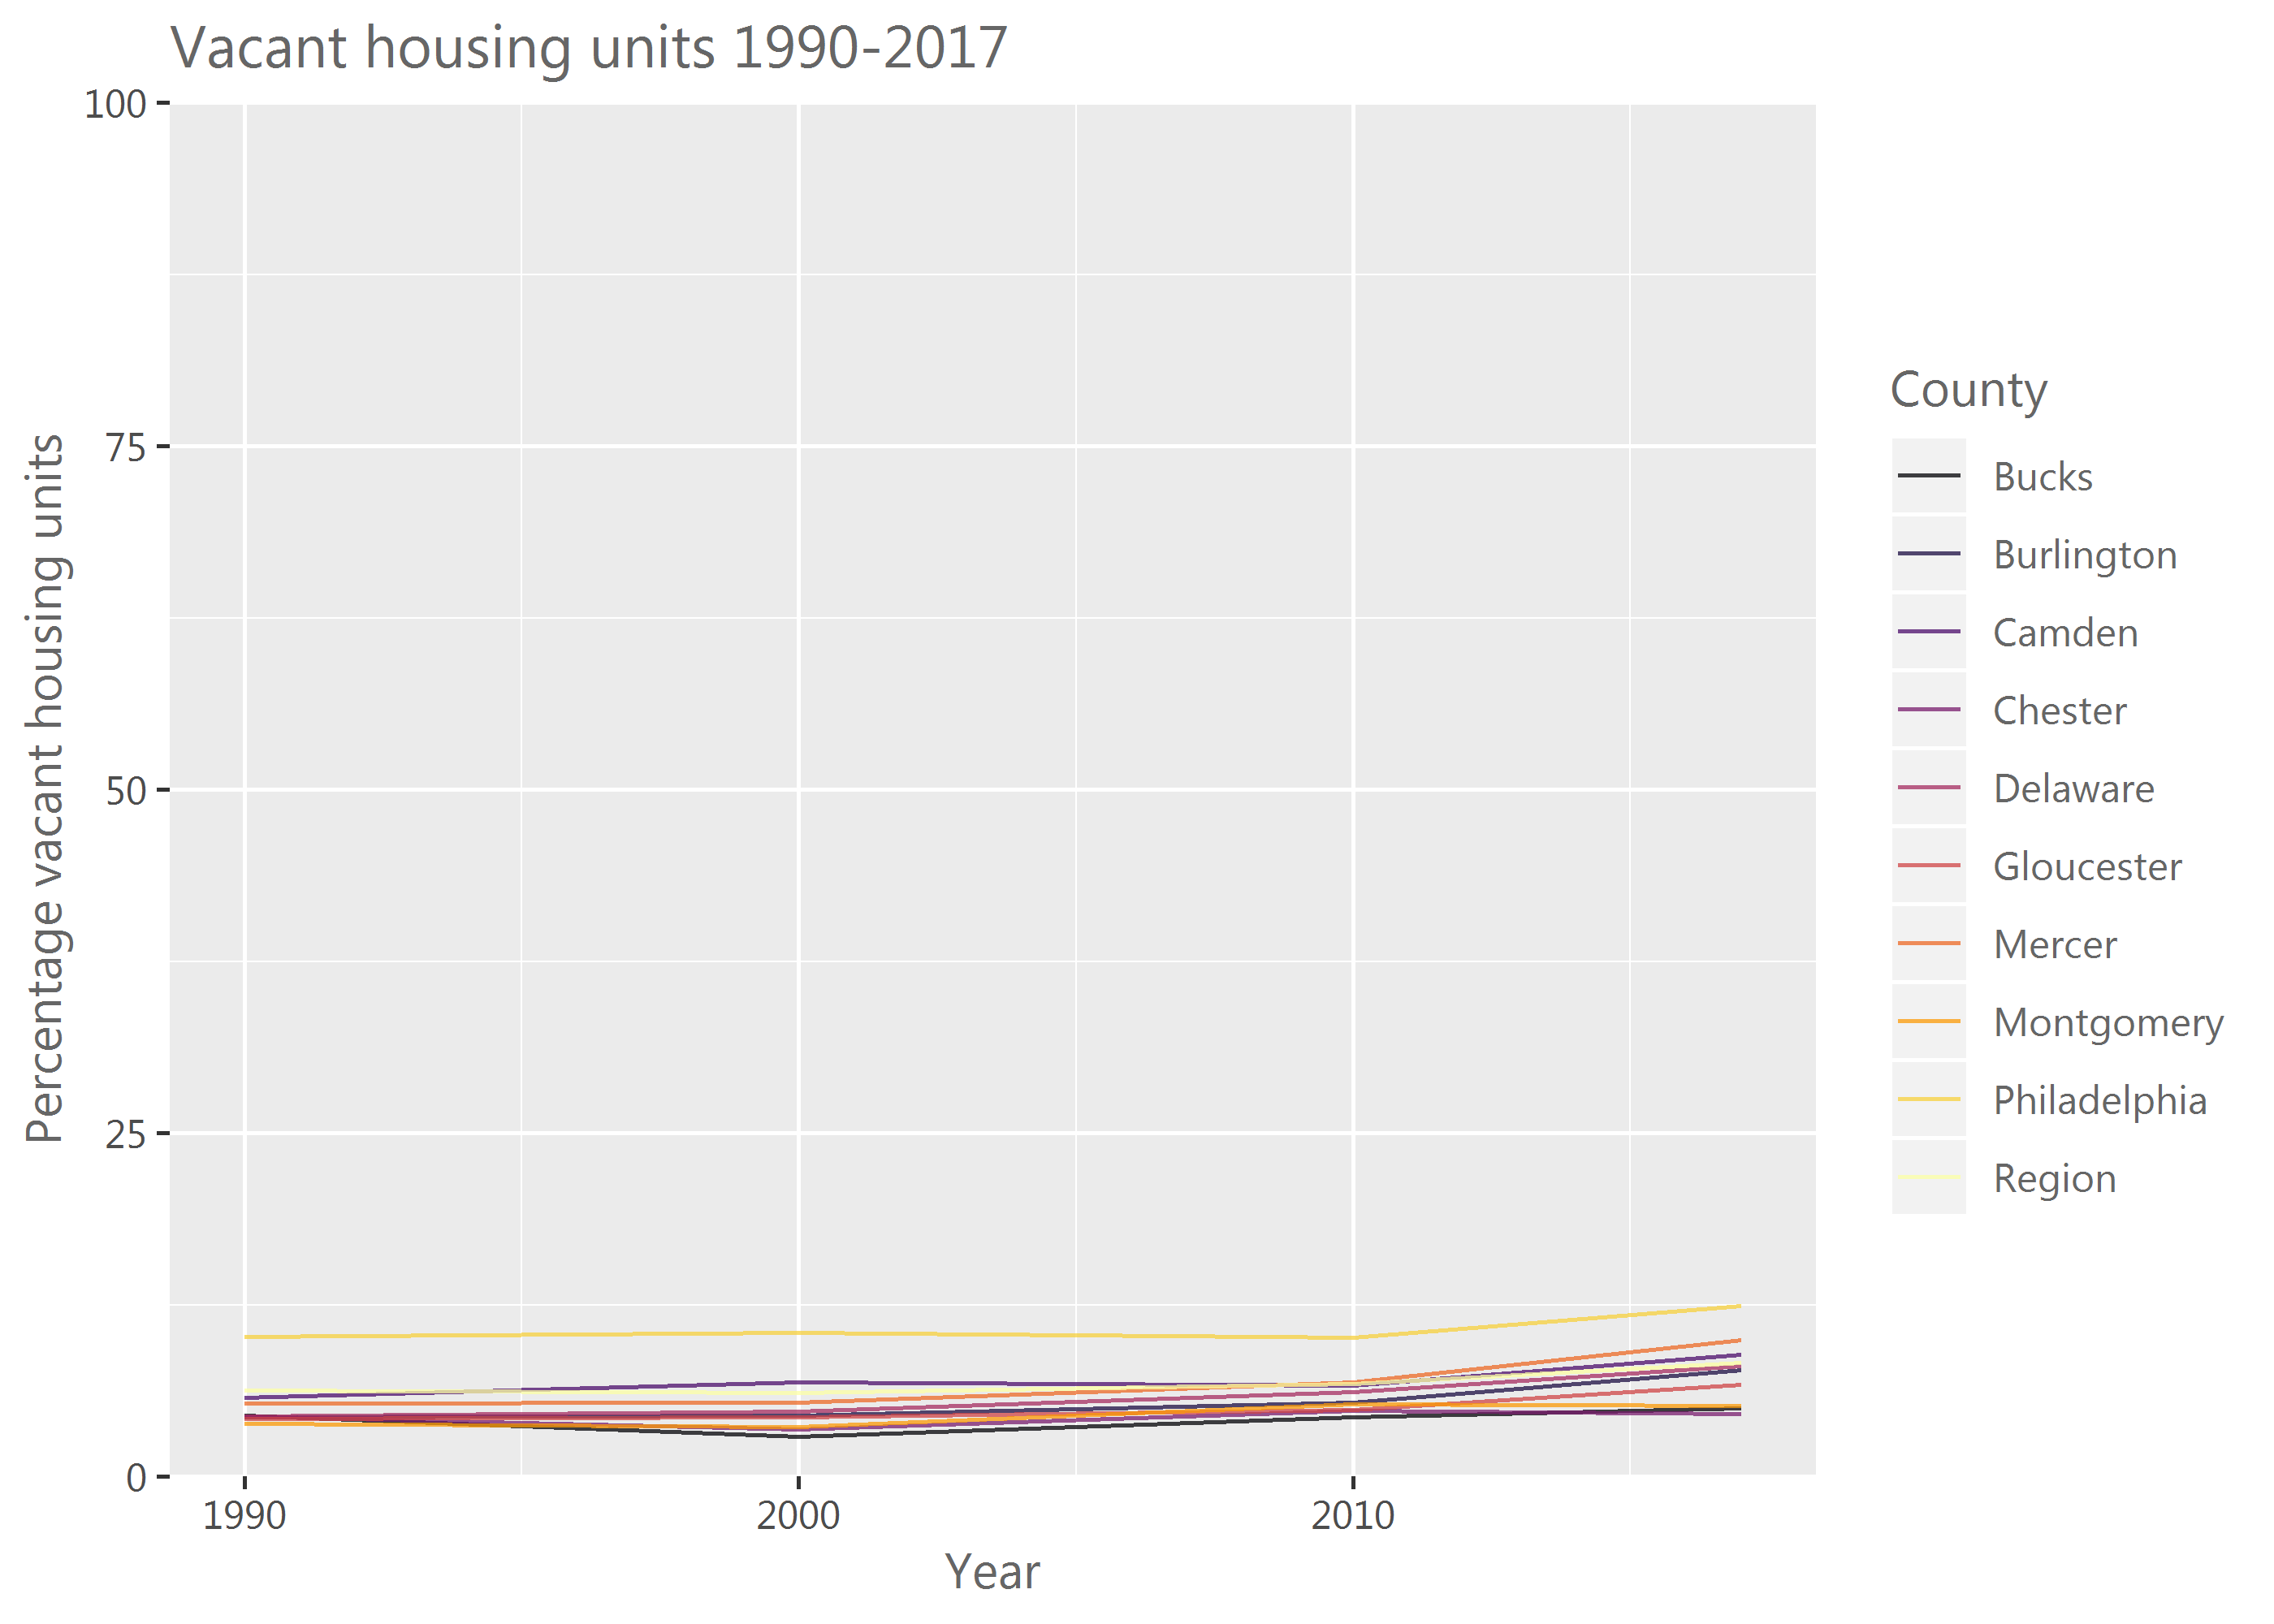 Vacant housing units 1990-2017
Percentage vacant housing units
100
75
50
25
0
1990
2000
2010
Year
County
Bucks
Burlington
Camden
Chester
Delaware
Gloucester
Mercer
Montgomery
Philadelphia
Region